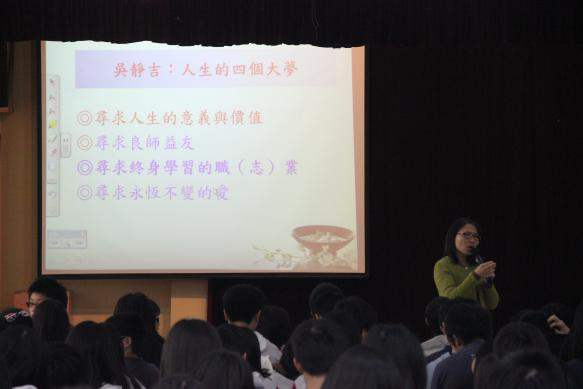 吳靜吉：人生的四個大夢
◎尋求人生的意義與價值
◎尋求良師益友
◎尋求終身學習的職（志）業
◎尋求永恆不變的愛